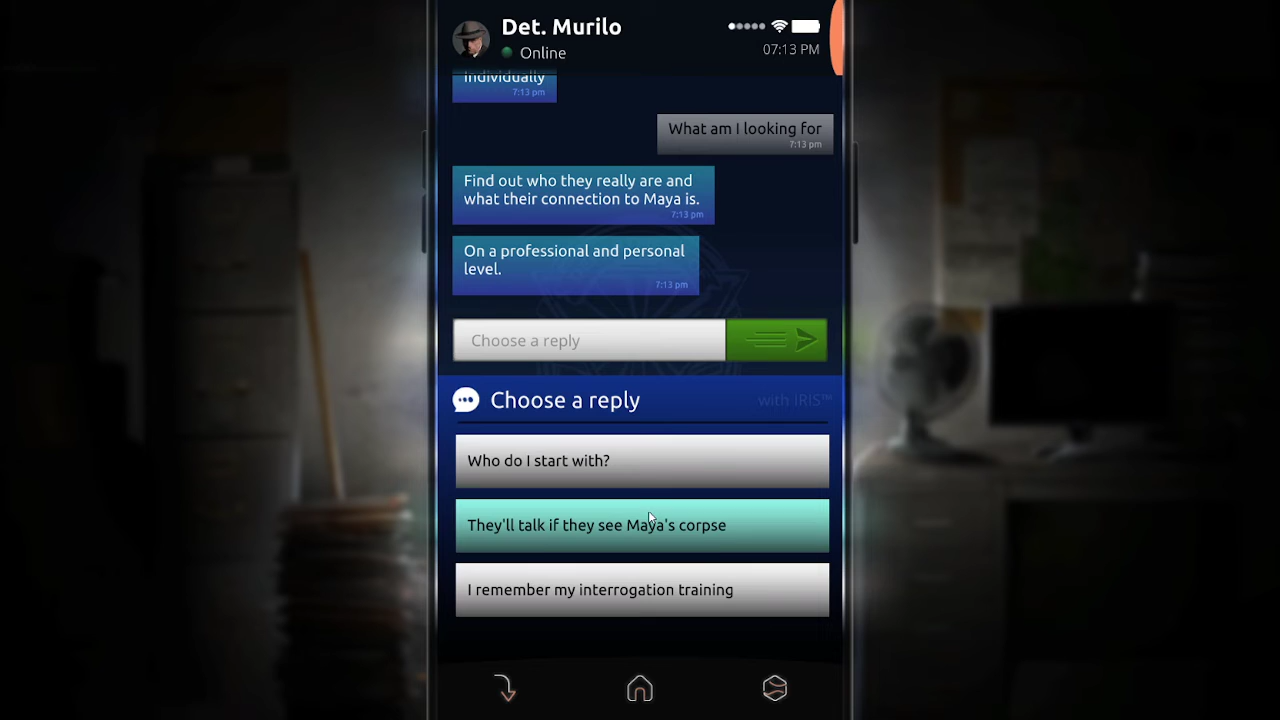 Det. Murilo
Online
07:13 PM
Individually
7:13 pm
What am I looking for
7:13 pm
Find out who they really are and
what their connection to Maya is.
7:13 pm
On a professional and personal
level.
7:13 pm
Choose a reply
Choose a reply
with IRIS™
Who do I start with?
They'll talk if they see Maya's corpse
I remember my interrogation training